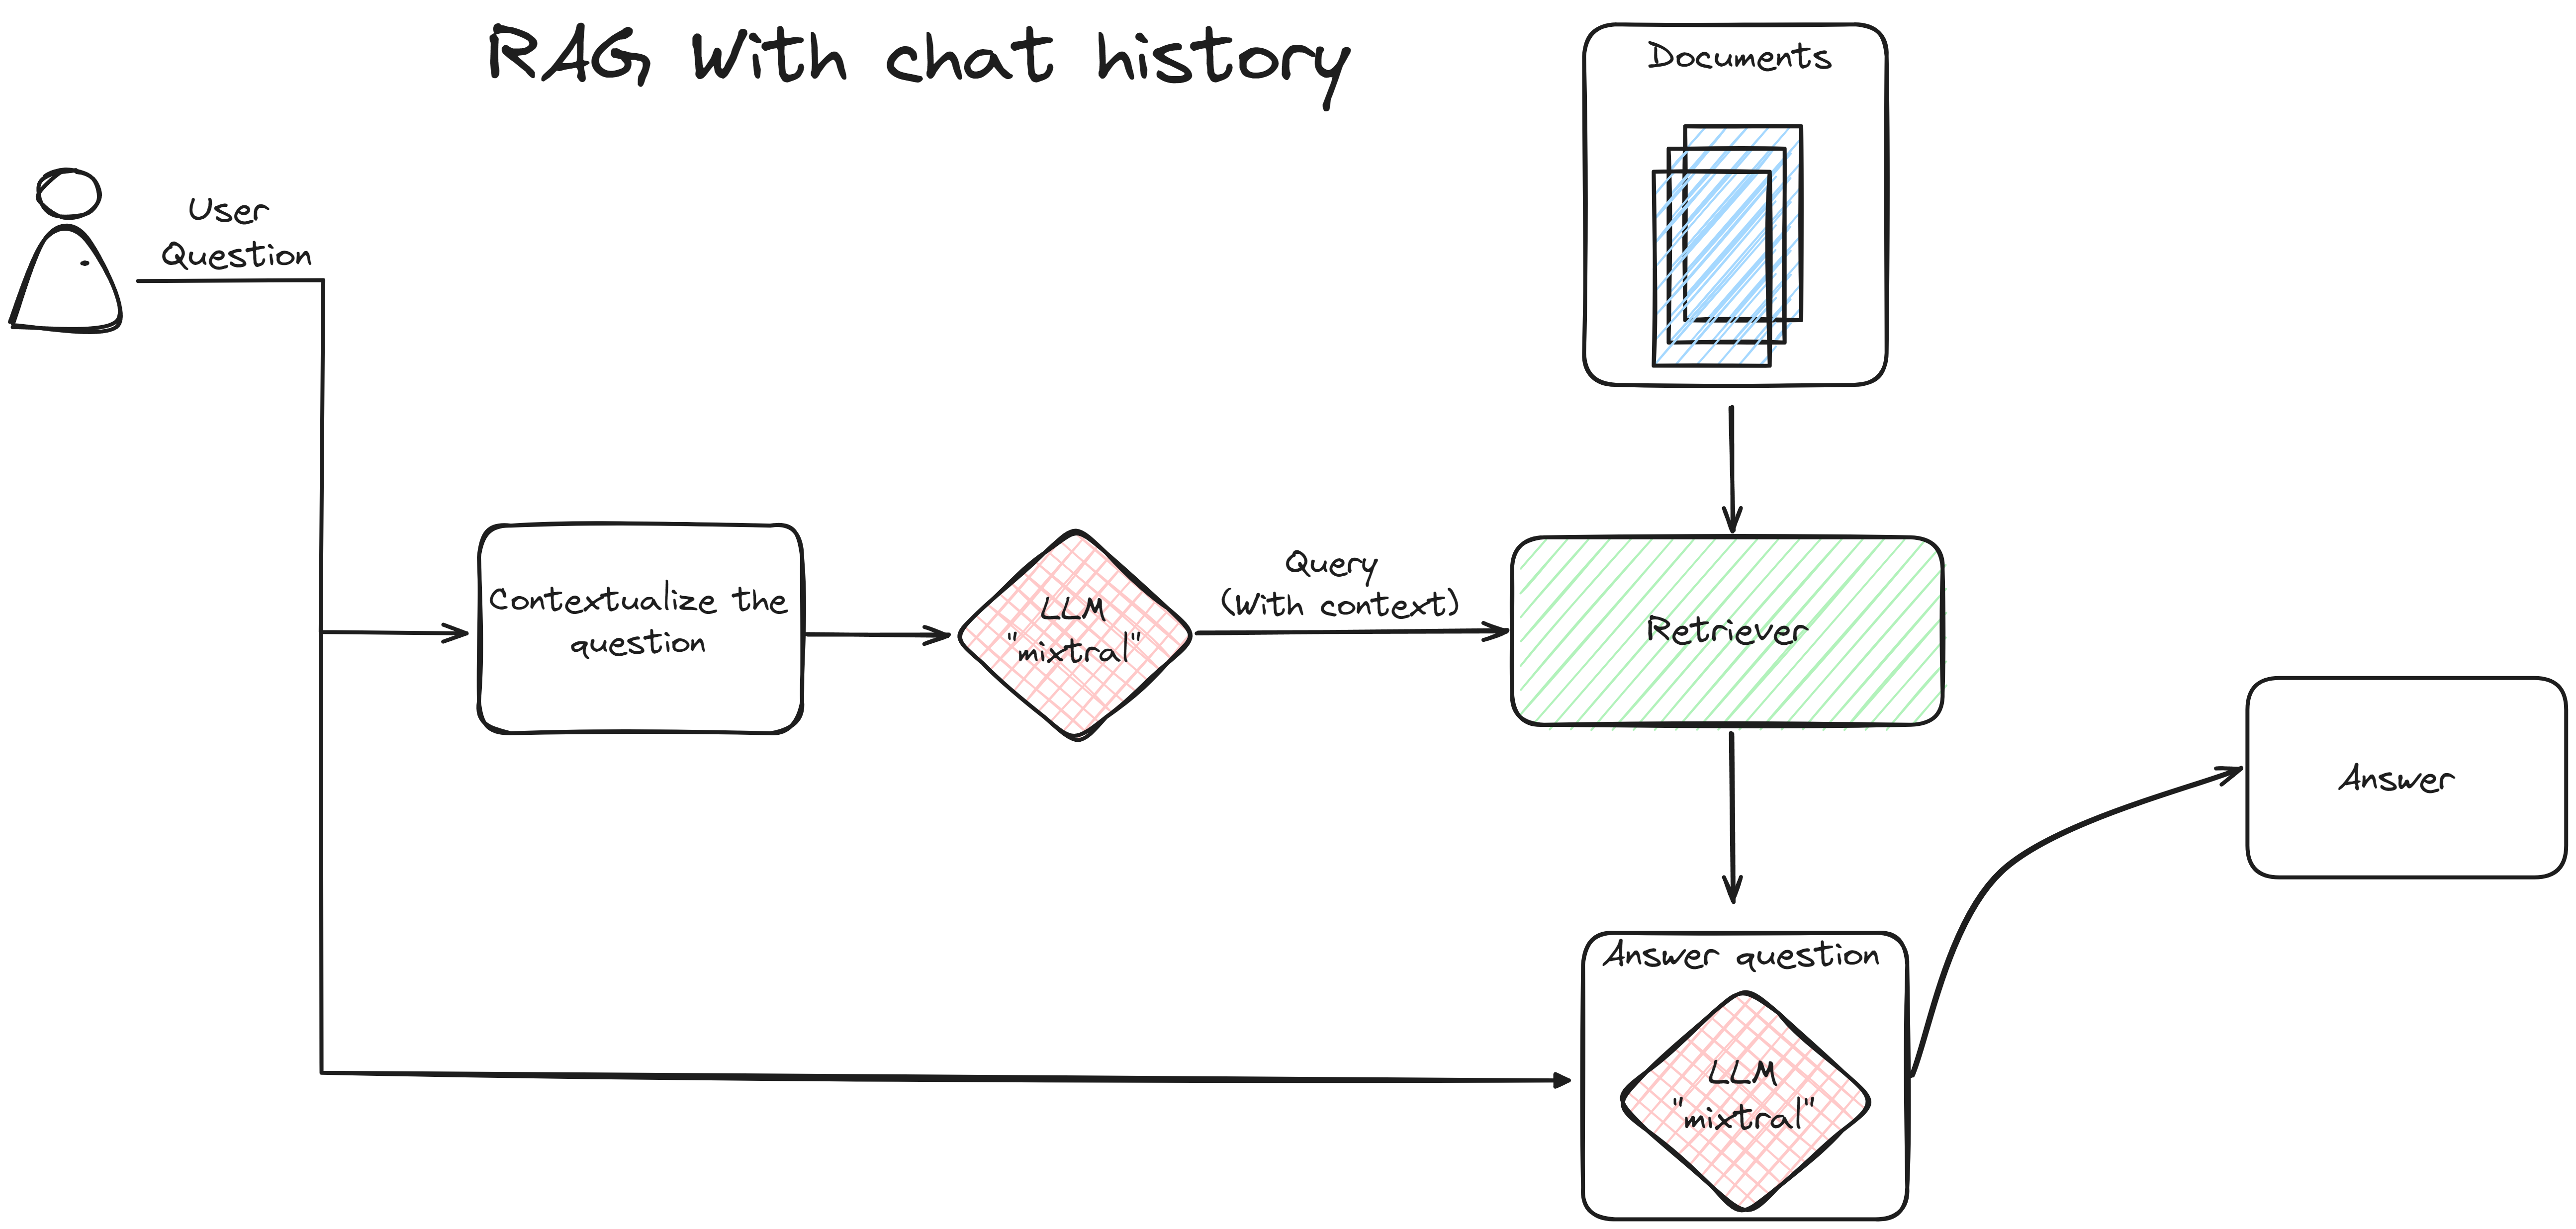 RAG With chat history
Documents
User
Question
Contextualize the
question
LLM
"mixtral"
Query
(With context)
Retriever
Answer
Answer question
LLM
"mixtral"